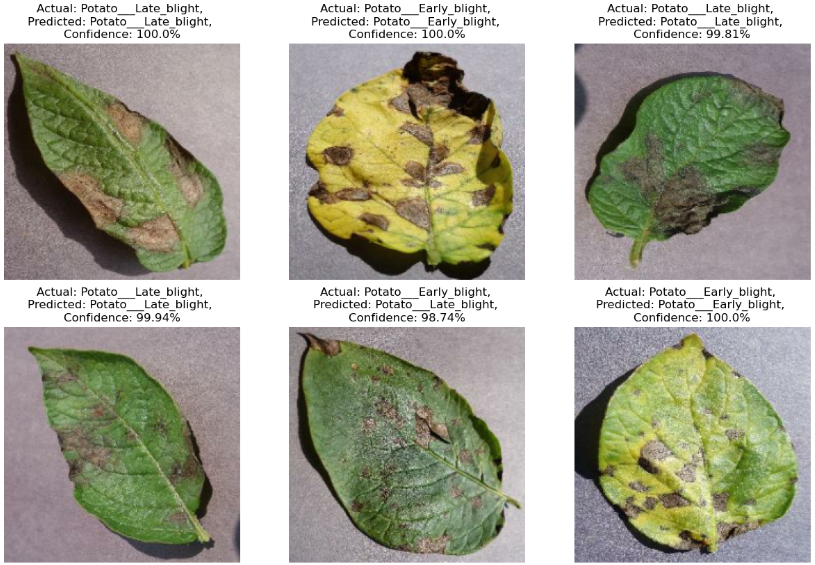 Actual: Potato___Late_blight,
Predicted: Potato___Late_blight,
Confidence: 100.0%
Actual: Potato___Early_blight,
Predicted: Potato___Early_blight,
Confidence: 100.0%
Actual: Potato___Late_blight,
Predicted: Potato___Late_blight,
Confidence: 99.81%
Actual: Potato___Late_blight,
Predicted: Potato___Late_blight,
Confidence: 99.94%
Actual: Potato___Early_blight,
Predicted: Potato___Late_blight,
Confidence: 98.74%
Actual: Potato___Early_blight,
Predicted: Potato___Early_blight,
Confidence: 100.0%